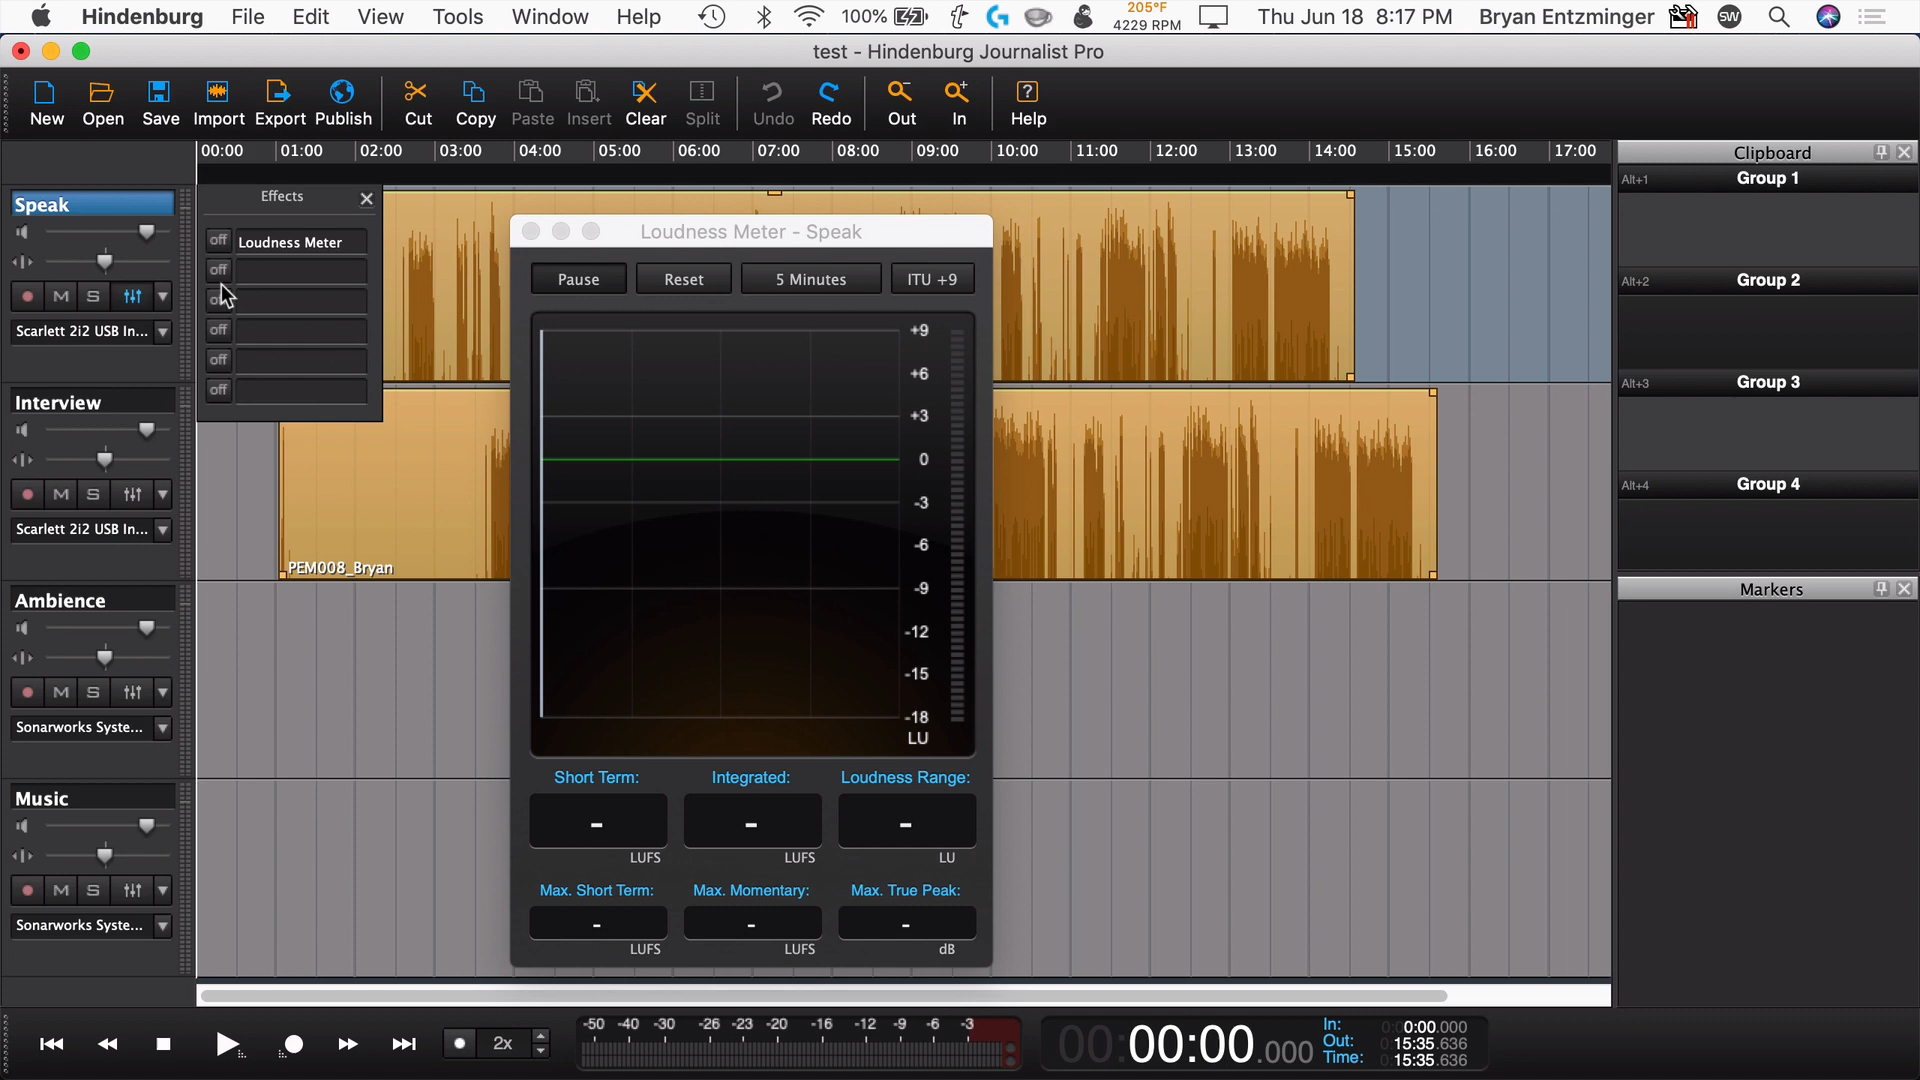 Hindenburg File Edit View Tools Window Help 100% 205°F 4229 RPM Thu Jun 18 8:17 PM Bryan Entzminger SW
test - Hindenburg Journalist Pro
New Open Save Import Export Publish Cut Copy Paste Insert Clear Split Undo Redo Out In Help
00:00 01:00 02:00 03:00 04:00 05:00 06:00 07:00 08:00 09:00 10:00 11:00 12:00 13:00 14:00 15:00 16:00 17:00
Speak
M S
Scarlett 2i2 USB In...
Interview
M S
Scarlett 2i2 USB In...
Ambience
M S
Sonarworks Syste...
Music
M S
Sonarworks Syste...
Effects
off Loudness Meter
off
off
off
off
PEM008_Bryan
Loudness Meter - Speak
Pause Reset 5 Minutes ITU +9
+9
+6
+3
0
-3
-6
-9
-12
-15
-18
LU
Short Term: Integrated: Loudness Range:
- - -
LUFS LUFS LU
Max. Short Term: Max. Momentary: Max. True Peak:
- - -
LUFS LUFS dB
Clipboard
Alt+1 Group 1
Alt+2 Group 2
Alt+3 Group 3
Alt+4 Group 4
Markers
2x
-50 -40 -30 -26 -23 -20 -16 -12 -9 -6 -3
00:00:00.000
In: 0:00:00.000
Out: 0:15:35.636
Time: 0:15:35.636